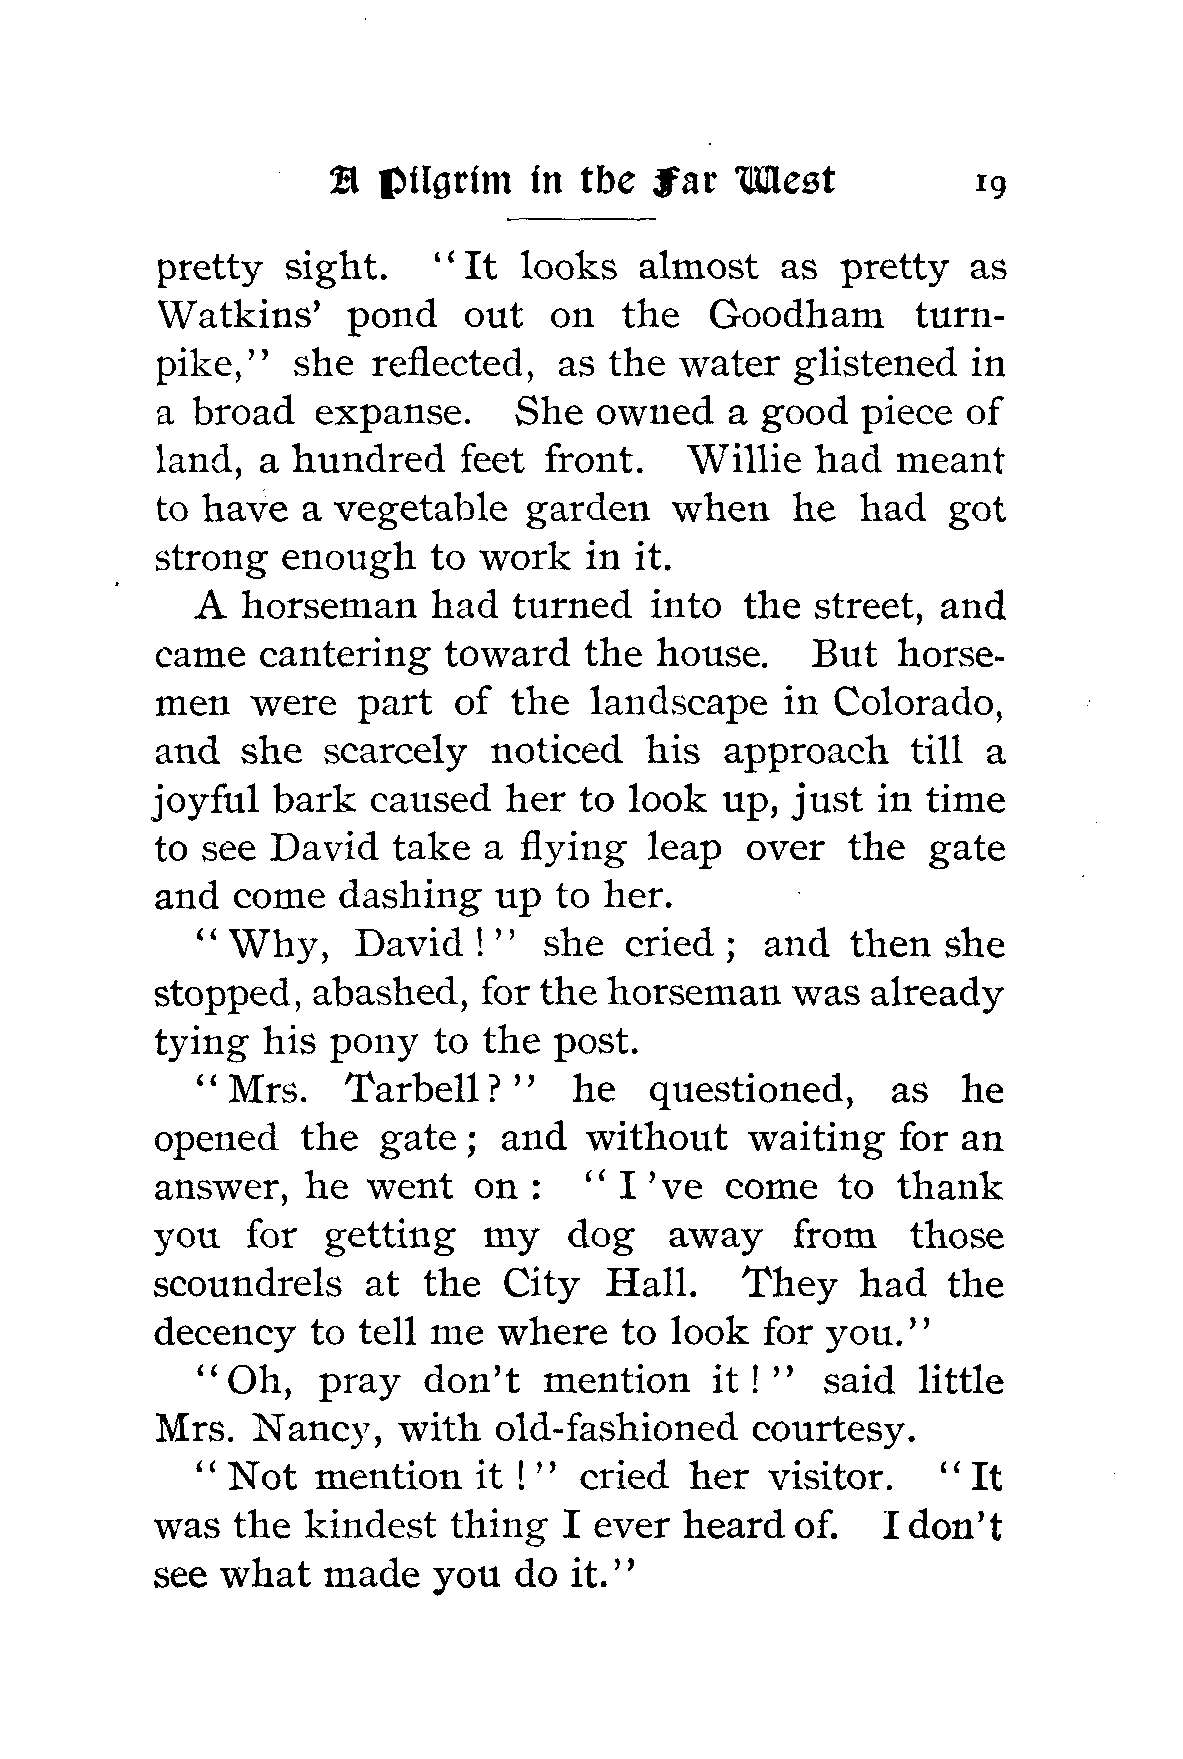 A Pilgrim in the Far West 19
pretty sight. "It looks almost as pretty as
Watkins' pond out on the Goodham turn-
pike," she reflected, as the water glistened in
a broad expanse. She owned a good piece of
land, a hundred feet front. Willie had meant
to have a vegetable garden when he had got
strong enough to work in it.
A horseman had turned into the street, and
came cantering toward the house. But horse-
men were part of the landscape in Colorado,
and she scarcely noticed his approach till a
joyful bark caused her to look up, just in time
to see David take a flying leap over the gate
and come dashing up to her.
"Why, David!" she cried; and then she
stopped, abashed, for the horseman was already
tying his pony to the post.
"Mrs. Tarbell?" he questioned, as he
opened the gate; and without waiting for an
answer, he went on: "I 've come to thank
you for getting my dog away from those
scoundrels at the City Hall. They had the
decency to tell me where to look for you."
"Oh, pray don't mention it!" said little
Mrs. Nancy, with old-fashioned courtesy.
"Not mention it!" cried her visitor. "It
was the kindest thing I ever heard of. I don't
see what made you do it."